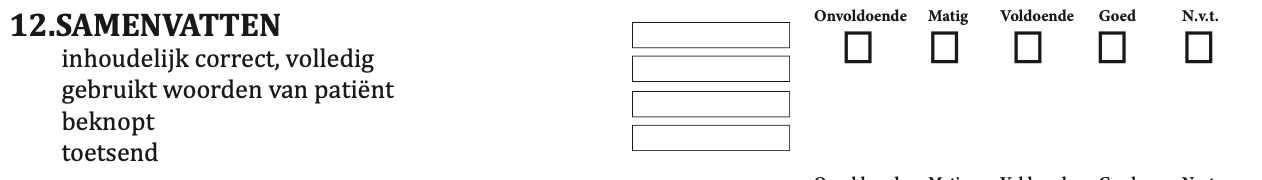 12.SAMENVATTEN
Onvoldoende Matig Voldoende Goed N.v.t.
inhoudelijk correct, volledig
gebruikt woorden van patiënt
beknopt
toetsend